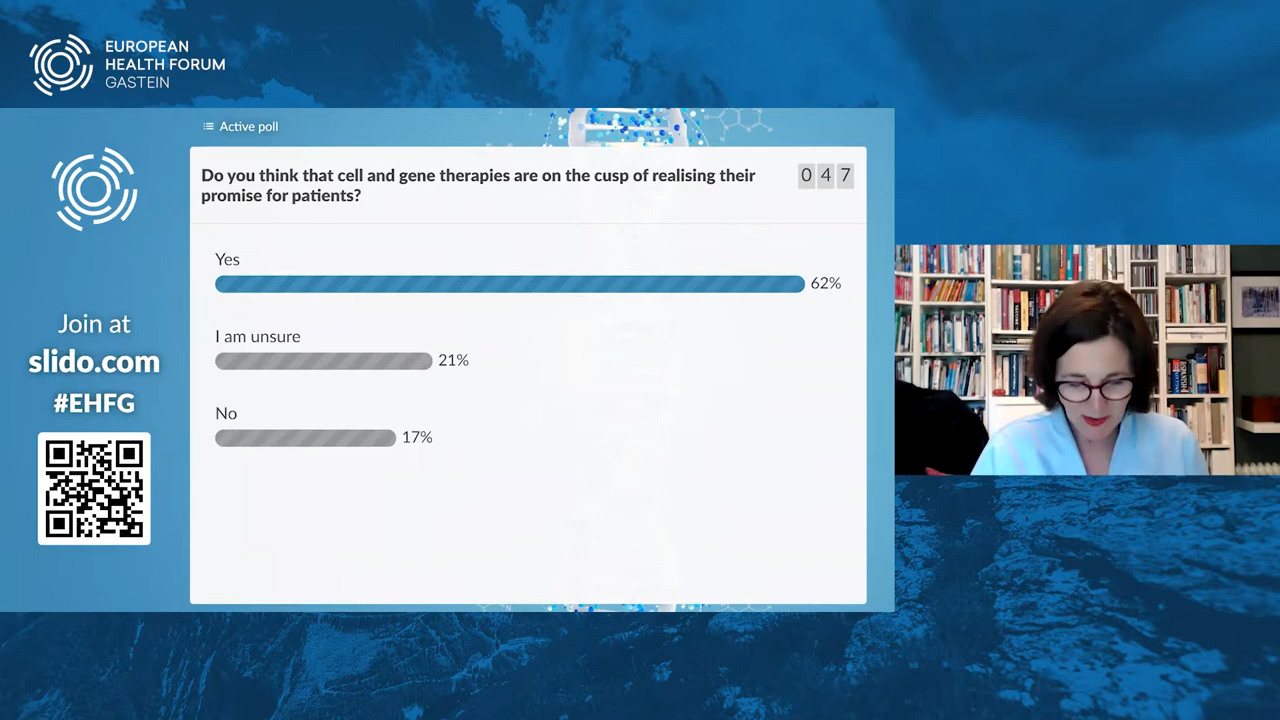 EUROPEAN
HEALTH FORUM
GASTEIN
Active poll
Do you think that cell and gene therapies are on the cusp of realising their
promise for patients?
0 4 7
Yes
62%
I am unsure
21%
No
17%
Join at
slido.com
#EHFG